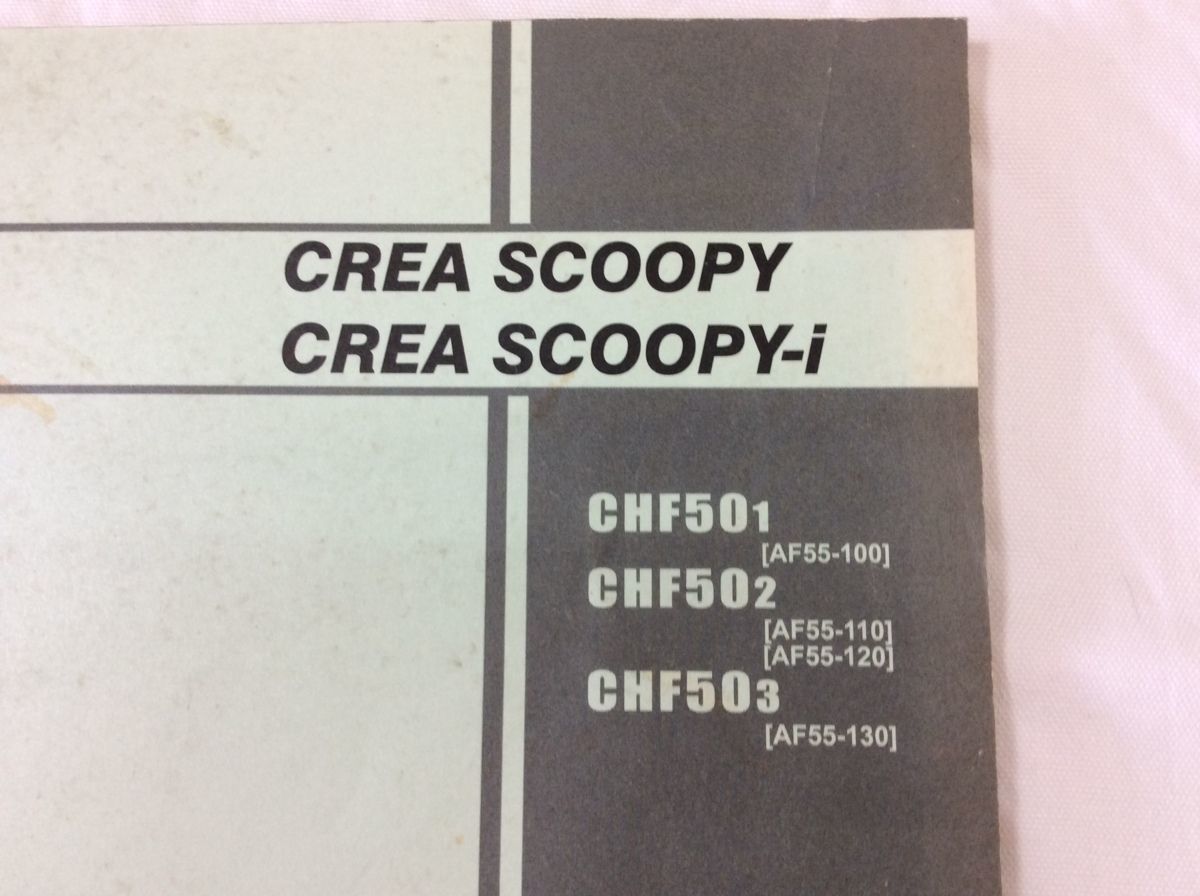 CREA SCOOPY
CREA SCOOPY-i
CHF501
[AF55-100]
CHF502
[AF55-110]
[AF55-120]
CHF503
[AF55-130]